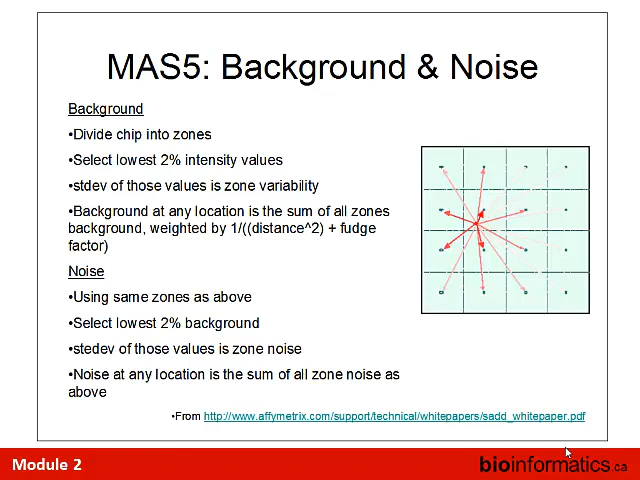 MAS5: Background & Noise
Background
•Divide chip into zones
•Select lowest 2% intensity values
•stdev of those values is zone variability
•Background at any location is the sum of all zones
background, weighted by 1/((distance^2) + fudge
factor)
Noise
•Using same zones as above
•Select lowest 2% background
•stedev of those values is zone noise
•Noise at any location is the sum of all zone noise as
above
•From http://www.affymetrix.com/support/technical/whitepapers/sadd_whitepaper.pdf
Module 2
bioinformatics.ca